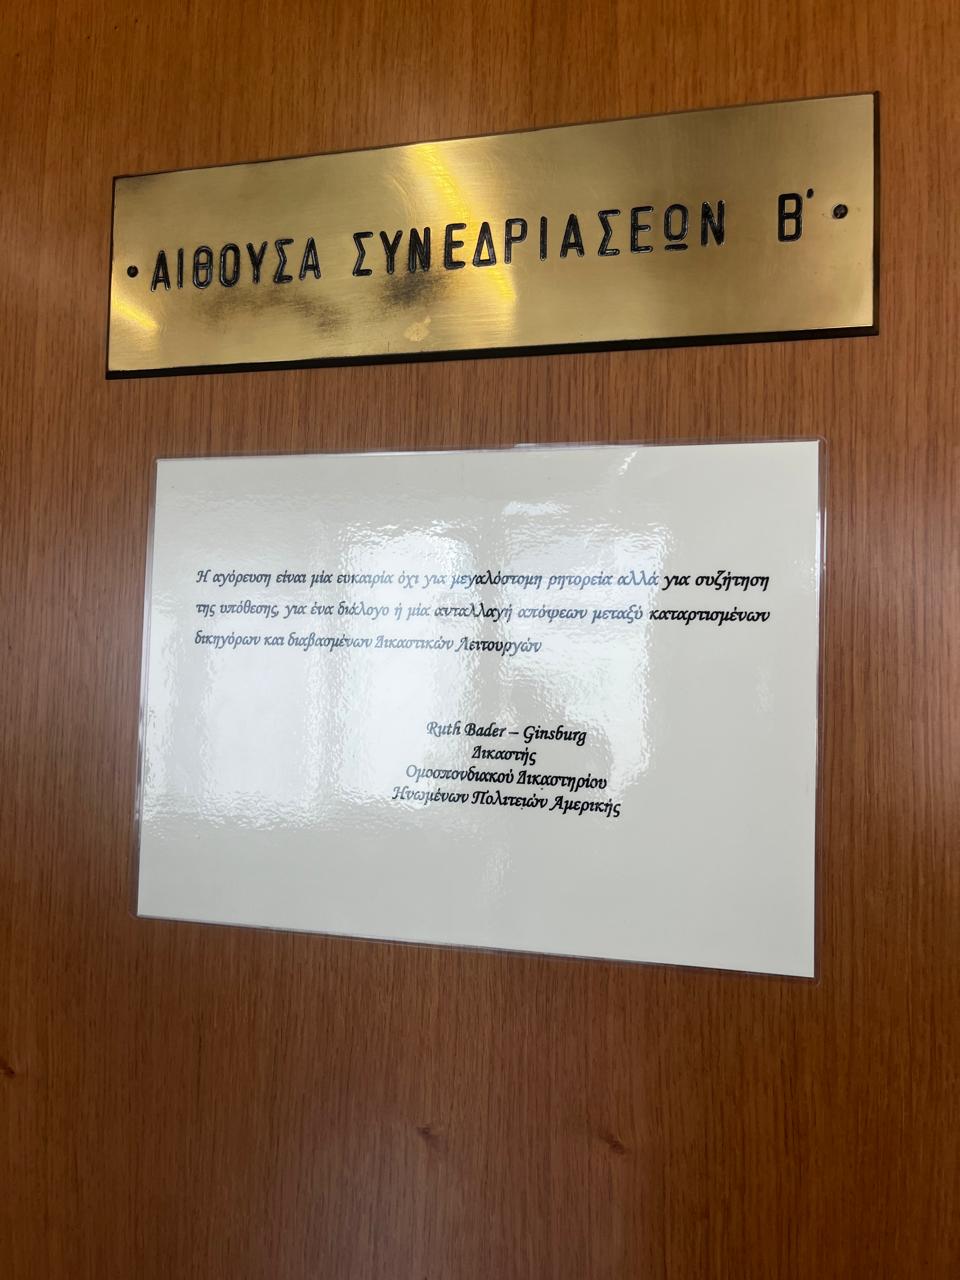 ΑΙΘΟΥΣΑ ΣΥΝΕΔΡΙΑΣΕΩΝ Β΄
Η αγόρευση είναι μία ευκαιρία όχι για μεγαλόστομη ρητορεία αλλά για συζήτηση
της υπόθεσης, για ένα διάλογο ή μία ανταλλαγή απόψεων μεταξύ καταρτισμένων
δικηγόρων και διαβασμένων Δικαστικών Λειτουργών
Ruth Bader – Ginsburg
Δικαστής
Ομοσπονδιακού Δικαστηρίου
Ηνωμένων Πολιτειών Αμερικής